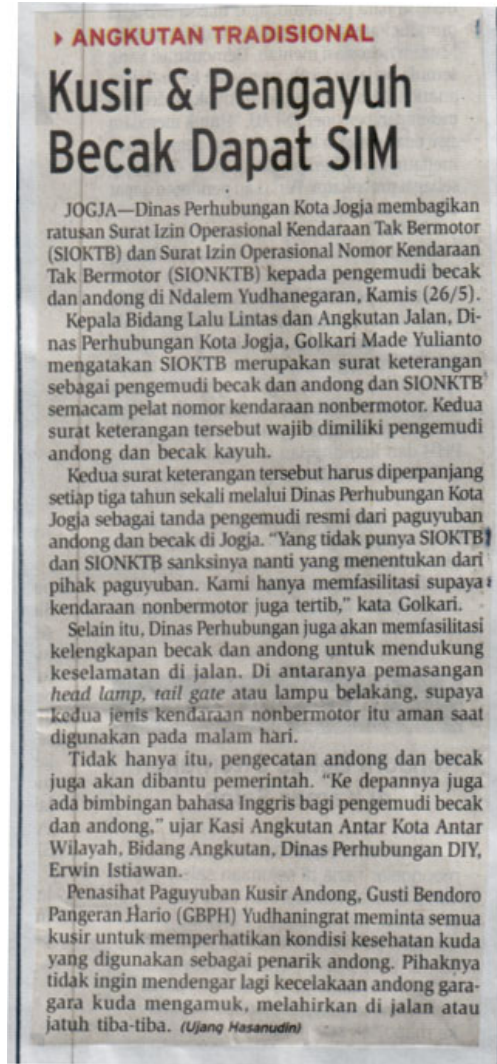 ANGKUTAN TRADISIONAL
Kusir & Pengayuh
Becak Dapat SIM
JOGJA—Dinas Perhubungan Kota Jogja membagikan
ratusan Surat Izin Operasional Kendaraan Tak Bermotor
(SIOKTB) dan Surat Izin Operasional Nomor Kendaraan
Tak Bermotor (SIONKTB) kepada pengemudi becak
dan andong di Ndalem Yudhanegaran, Kamis (26/5).
Kepala Bidang Lalu Lintas dan Angkutan Jalan, Di-
nas Perhubungan Kota Jogja, Golkari Made Yulianto
mengatakan SIOKTB merupakan surat keterangan
sebagai pengemudi becak dan andong dan SIONKTB
semacam pelat nomor kendaraan nonbermotor. Kedua
surat keterangan tersebut wajib dimiliki pengemudi
andong dan becak kayuh.
Kedua surat keterangan tersebut harus diperpanjang
setiap tiga tahun sekali melalui Dinas Perhubungan Kota
Jogja sebagai tanda pengemudi resmi dari paguyuban
andong dan becak di Jogja. “Yang tidak punya SIOKTB
dan SIONKTB sanksinya nanti yang menentukan dari
pihak paguyuban. Kami hanya memfasilitasi supaya
kendaraan nonbermotor juga tertib,” kata Golkari.
Selain itu, Dinas Perhubungan juga akan memfasilitasi
kelengkapan becak dan andong untuk mendukung
keselamatan di jalan. Di antaranya pemasangan
head lamp, tail gate atau lampu belakang, supaya
kedua jenis kendaraan nonbermotor itu aman saat
digunakan pada malam hari.
Tidak hanya itu, pengecatan andong dan becak
juga akan dibantu pemerintah. “Ke depannya juga
ada bimbingan bahasa Inggris bagi pengemudi becak
dan andong,” ujar Kasi Angkutan Antar Kota Antar
Wilayah, Bidang Angkutan, Dinas Perhubungan DIY,
Erwin Istiawan.
Penasihat Paguyuban Kusir Andong, Gusti Bendoro
Pangeran Hario (GBPH) Yudhaningrat meminta semua
kusir untuk memperhatikan kondisi kesehatan kuda
yang digunakan sebagai penarik andong. Pihaknya
tidak ingin mendengar lagi kecelakaan andong gara-
gara kuda mengamuk, melahirkan di jalan atau
jatuh tiba-tiba. (Ujang Hasanudin)